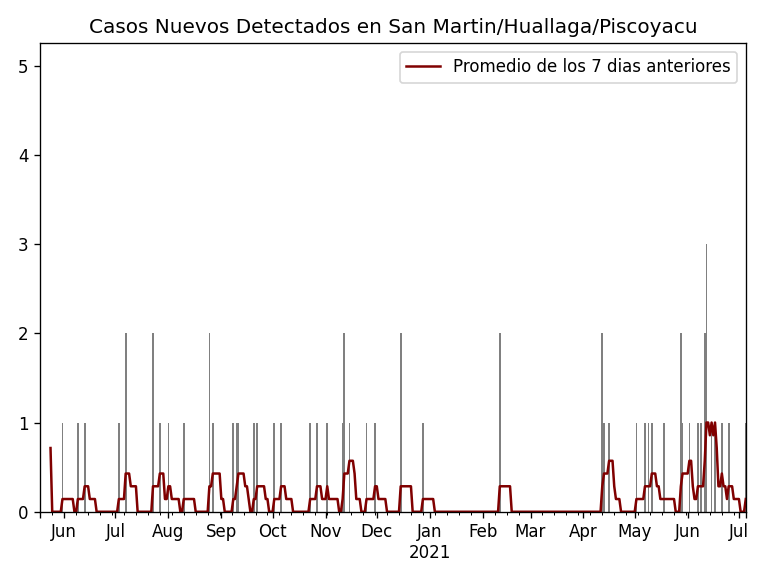 Casos Nuevos Detectados en San Martin/Huallaga/Piscoyacu
Promedio de los 7 dias anteriores
5
4
3
2
1
0
Jun Jul Aug Sep Oct Nov Dec Jan Feb Mar Apr May Jun Jul
2021